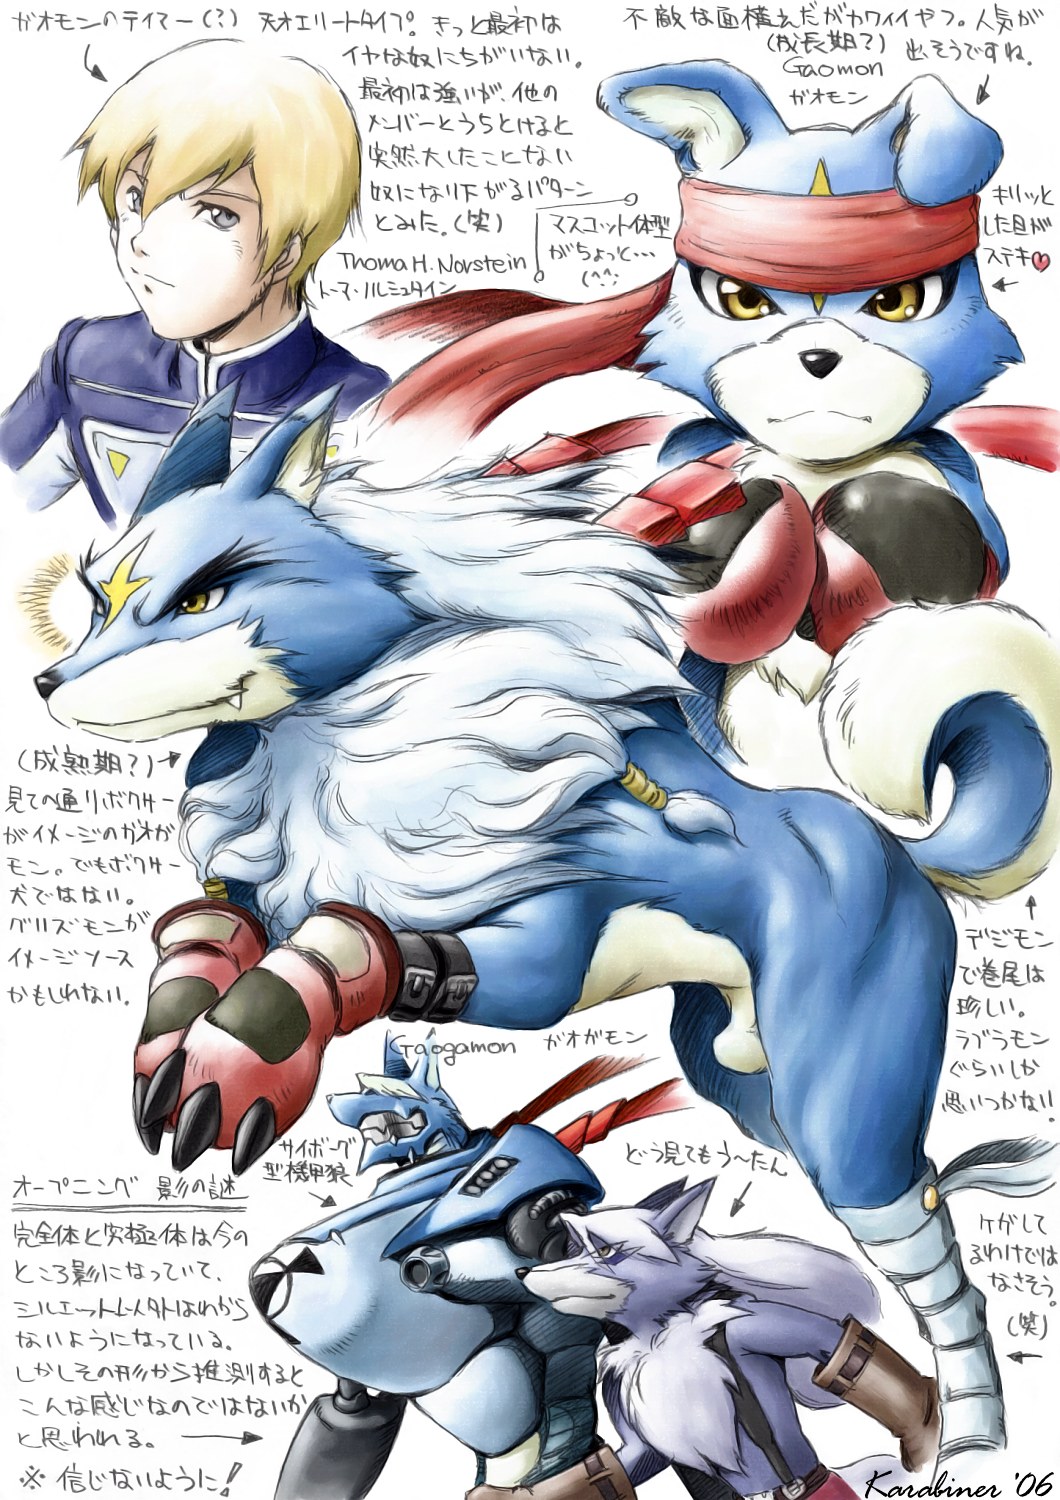 ガオモンのテイマー(?) 天才エリートタイプ。きっと最初は
イヤな奴にちがいない。
最初は強いが、他の
メンバーとうちとけると
突然大したことない
奴になり下がるパターン
とみた。(笑)
Thoma H. Norstein
トーマ・ノルシュタイン
不敵な面構えだがカワイイやつ。人気が
出そうですね。
(成長期?)
Gaomon
ガオモン
マスコット体型
がちょっと…
(^^;
キリッと
した目が
ステキ♥
(成熟期?)
見ての通りボクサー
がイメージのガオガ
モン。でもボクサー
犬ではない。
グリズモンが
イメージソース
かもしれない。
Gaogamon ガオガモン
デジモン
で巻尾は
珍しい。
ラブラモン
ぐらいしか
思いつかない。
サイボーグ
型機甲狼
どう見てもう〜たん
オープニング 影の謎
完全体と究極体は今の
ところ影になっていて、
シルエット以外はわから
ないようになっている。
しかしその形から推測すると
こんな感じなのではないか
と思われる。
※ 信じないように!
ケガして
るわけでは
なさそう。
(笑)
Karabiner '06